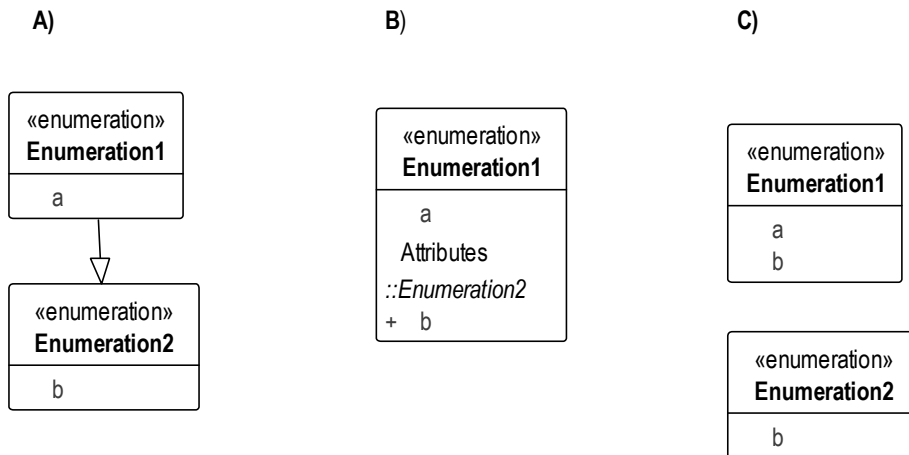 A)
«enumeration»
Enumeration1
a
«enumeration»
Enumeration2
b
B)
«enumeration»
Enumeration1
a
Attributes
::Enumeration2
+ b
C)
«enumeration»
Enumeration1
a
b
«enumeration»
Enumeration2
b